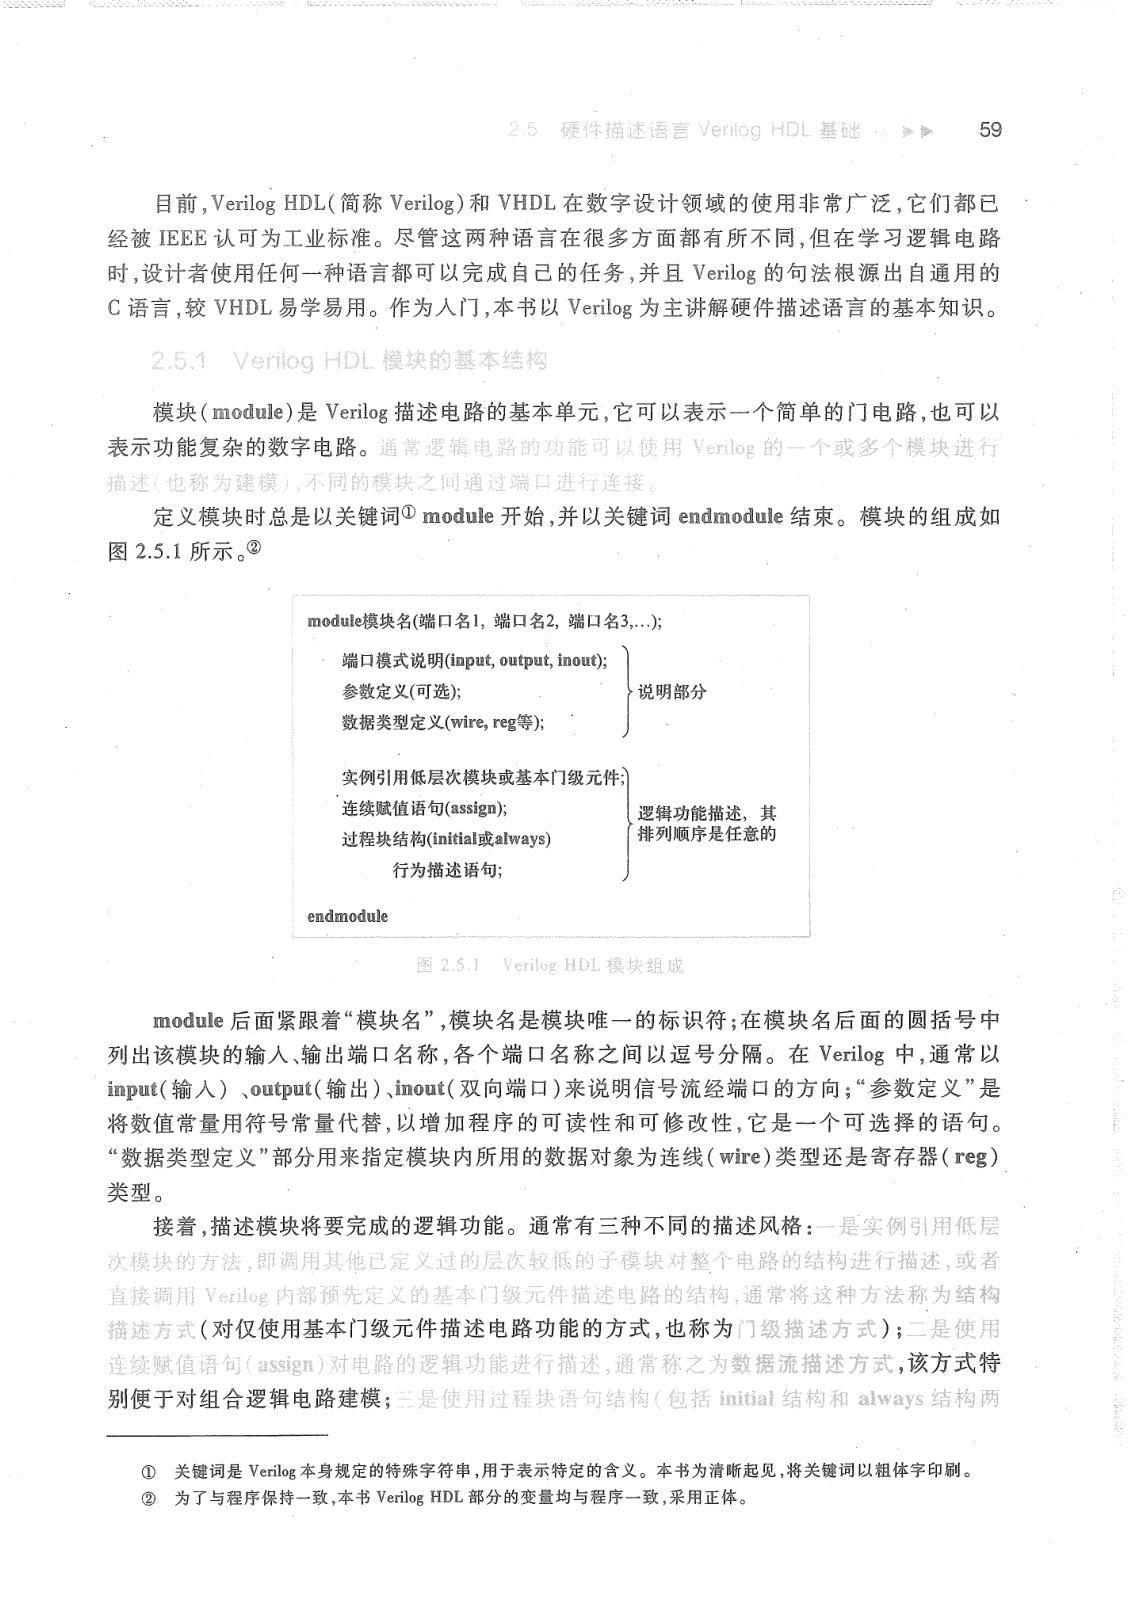 2.5 硬件描述语言 Verilog HDL 基础 59
目前,Verilog HDL(简称 Verilog)和 VHDL 在数字设计领域的使用非常广泛,它们都已
经被 IEEE 认可为工业标准。尽管这两种语言在很多方面都有所不同,但在学习逻辑电路
时,设计者使用任何一种语言都可以完成自己的任务,并且 Verilog 的句法根源出自通用的
C 语言,较 VHDL 易学易用。作为入门,本书以 Verilog 为主讲解硬件描述语言的基本知识。
2.5.1 Verilog HDL 模块的基本结构
模块(module)是 Verilog 描述电路的基本单元,它可以表示一个简单的门电路,也可以
表示功能复杂的数字电路。通常逻辑电路的功能可以使用 Verilog 的一个或多个模块进行
描述(也称为建模),不同的模块之间通过端口进行连接。
定义模块时总是以关键词① module 开始,并以关键词 endmodule 结束。模块的组成如
图 2.5.1 所示。②
module模块名(端口名1, 端口名2, 端口名3,…);
端口模式说明(input, output, inout);
参数定义(可选);
说明部分
数据类型定义(wire, reg等);
实例引用低层次模块或基本门级元件;
连续赋值语句(assign);
逻辑功能描述, 其
排列顺序是任意的
过程块结构(initial或always)
行为描述语句;
endmodule
图 2.5.1 Verilog HDL 模块组成
module 后面紧跟着“模块名”,模块名是模块唯一的标识符;在模块名后面的圆括号中
列出该模块的输入、输出端口名称,各个端口名称之间以逗号分隔。在 Verilog 中,通常以
input(输入)、output(输出)、inout(双向端口)来说明信号流经端口的方向;“参数定义”是
将数值常量用符号常量代替,以增加程序的可读性和可修改性,它是一个可选择的语句。
“数据类型定义”部分用来指定模块内所用的数据对象为连线(wire)类型还是寄存器(reg)
类型。
接着,描述模块将要完成的逻辑功能。通常有三种不同的描述风格:一是实例引用低层
次模块的方法,即调用其他已定义过的层次较低的子模块对整个电路的结构进行描述,或者
直接调用 Verilog 内部预先定义的基本门级元件描述电路的结构,通常将这种方法称为结构
描述方式(对仅使用基本门级元件描述电路功能的方式,也称为门级描述方式);二是使用
连续赋值语句(assign)对电路的逻辑功能进行描述,通常称之为数据流描述方式,该方式特
别便于对组合逻辑电路建模;三是使用过程块语句结构(包括 initial 结构和 always 结构两
① 关键词是 Verilog 本身规定的特殊字符串,用于表示特定的含义。本书为清晰起见,将关键词以粗体字印刷。
② 为了与程序保持一致,本书 Verilog HDL 部分的变量均与程序一致,采用正体。